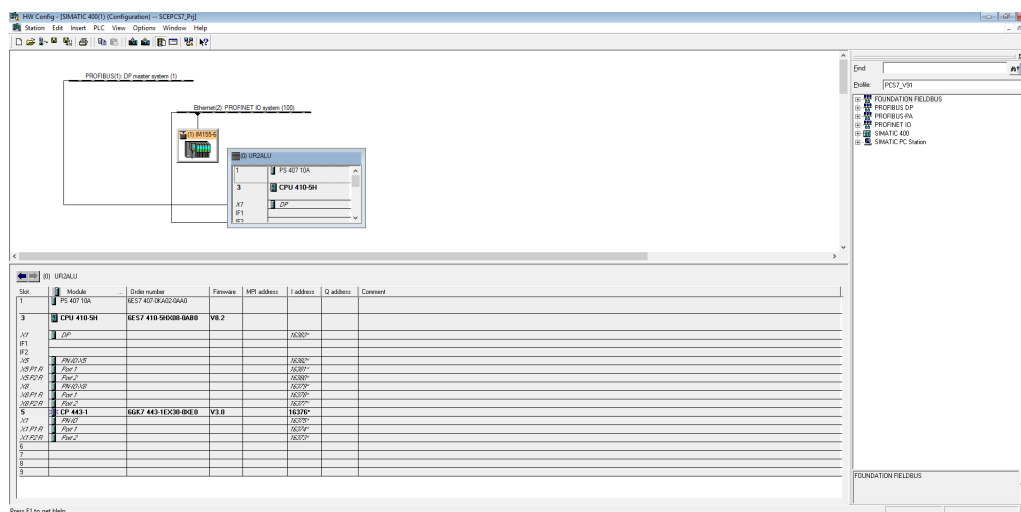 HW Config - [SIMATIC 400(1) (Configuration) -- SCEPCS7_Prj]
Station Edit Insert PLC View Options Window Help
PROFIBUS(1): DP master system (1)
Ethernet(2): PROFINET IO system (100)
(1) IM155-6
(0) UR2ALU
1 PS 407 10A
3 CPU 410-5H
X1 DP
IF1
IF2
Find:
Profile: PCS7_V91
FOUNDATION FIELDBUS
PROFIBUS DP
PROFIBUS-PA
PROFINET IO
SIMATIC 400
SIMATIC PC Station
(0) UR2ALU
Slot Module ... Order number Firmware MPI address I address Q address Comment
1 PS 407 10A 6ES7 407-0KA02-0AA0
3 CPU 410-5H 6ES7 410-5HX08-0AB0 V8.2
X1 DP 16383*
IF1
IF2
X5 PN-IO-X5 16382*
X5 P1 R Port 1 16381*
X5 P2 R Port 2 16380*
X8 PN-IO-X8 16379*
X8 P1 R Port 1 16378*
X8 P2 R Port 2 16377*
5 CP 443-1 6GK7 443-1EX30-0XE0 V3.0 16376*
X1 PN-IO 16375*
X1 P1 R Port 1 16374*
X1 P2 R Port 2 16373*
6
7
8
9
FOUNDATION FIELDBUS
Press F1 to get Help.